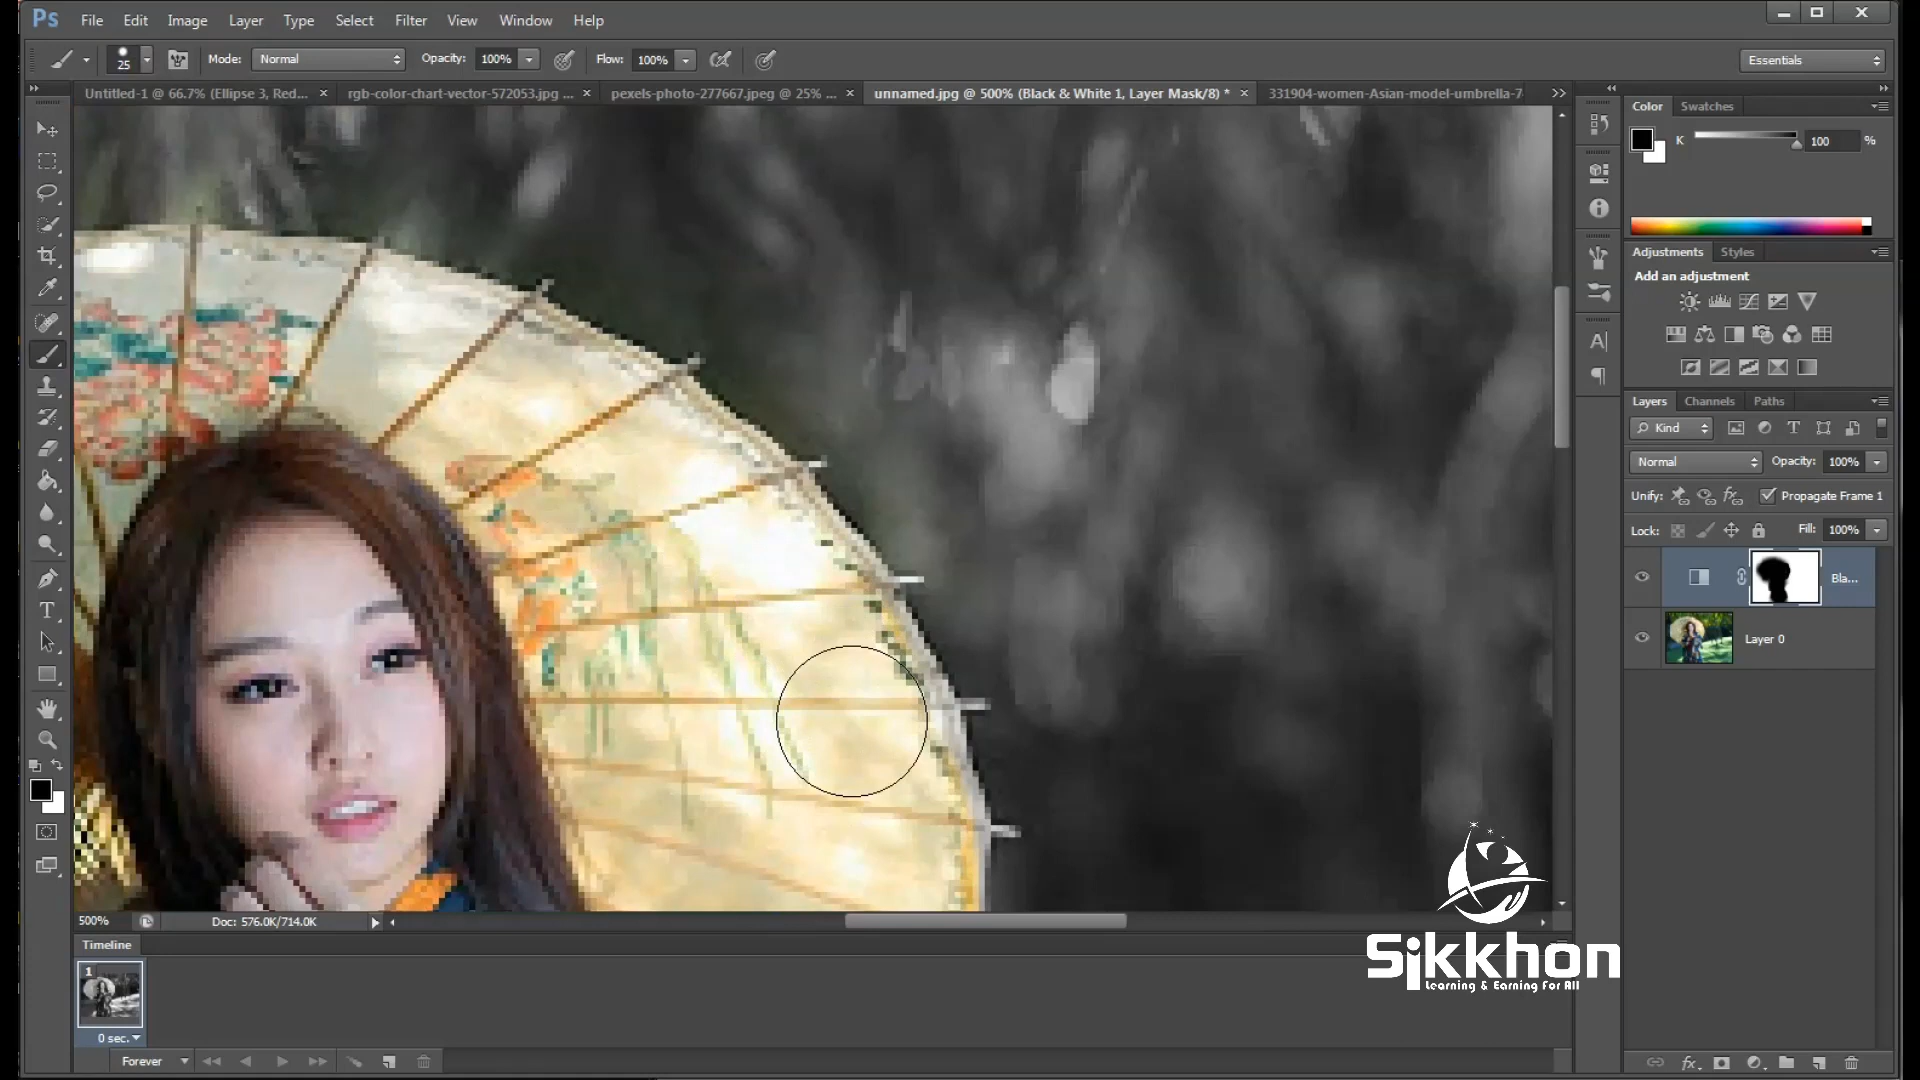 Ps File Edit Image Layer Type Select Filter View Window Help
25 Mode: Normal Opacity: 100% Flow: 100% Essentials
Untitled-1 @ 66.7% (Ellipse 3, Red... × rgb-color-chart-vector-572053.jpg ... × pexels-photo-277667.jpeg @ 25% ... × unnamed.jpg @ 500% (Black & White 1, Layer Mask/8) * × 331904-women-Asian-model-umbrella-7
Color Swatches
K 100 %
Adjustments Styles
Add an adjustment
Layers Channels Paths
Kind
Normal Opacity: 100%
Unify: Propagate Frame 1
Lock: Fill: 100%
Bla...
Layer 0
500% Doc: 576.0K/714.0K
Timeline
1
0 sec.
Forever
Sikkhon
Learning & Earning For All